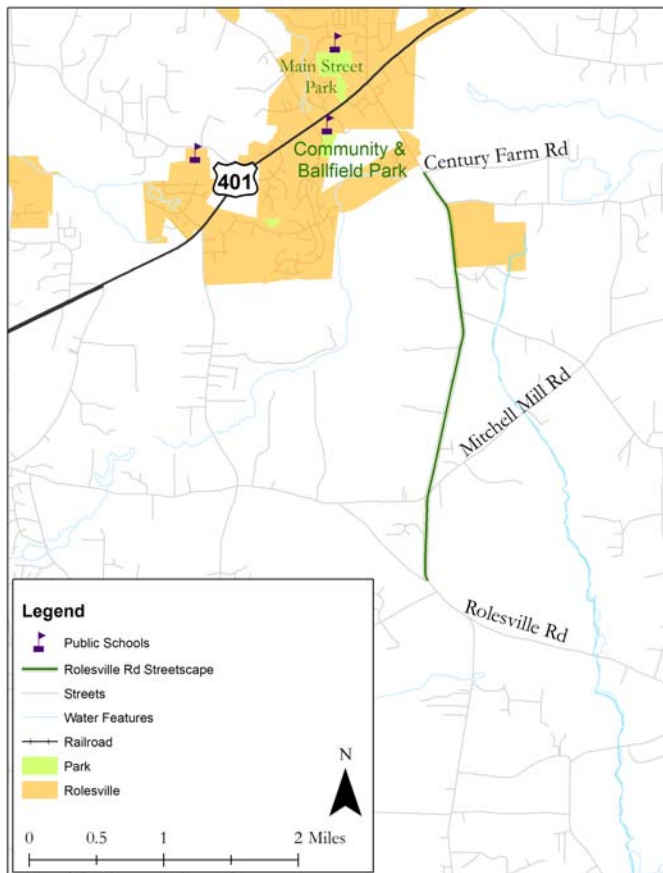 Main Street
Park
Community &
Ballfield Park
401
Century Farm Rd
Mitchell Mill Rd
Rolesville Rd
Legend
Public Schools
Rolesville Rd Streetscape
Streets
Water Features
Railroad
Park
Rolesville
N
0 0.5 1 2 Miles